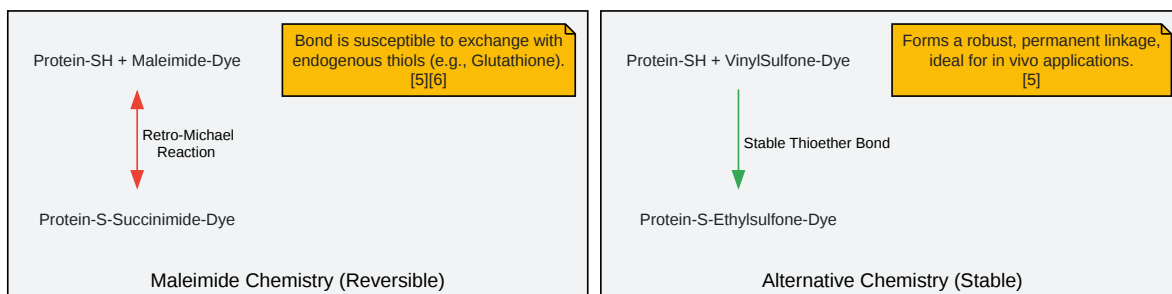 Protein-SH + Maleimide-Dye
Bond is susceptible to exchange with
endogenous thiols (e.g., Glutathione).
[5][6]
Retro-Michael
Reaction
Protein-S-Succinimide-Dye
Maleimide Chemistry (Reversible)
Protein-SH + VinylSulfone-Dye
Forms a robust, permanent linkage,
ideal for in vivo applications.
[5]
Stable Thioether Bond
Protein-S-Ethylsulfone-Dye
Alternative Chemistry (Stable)